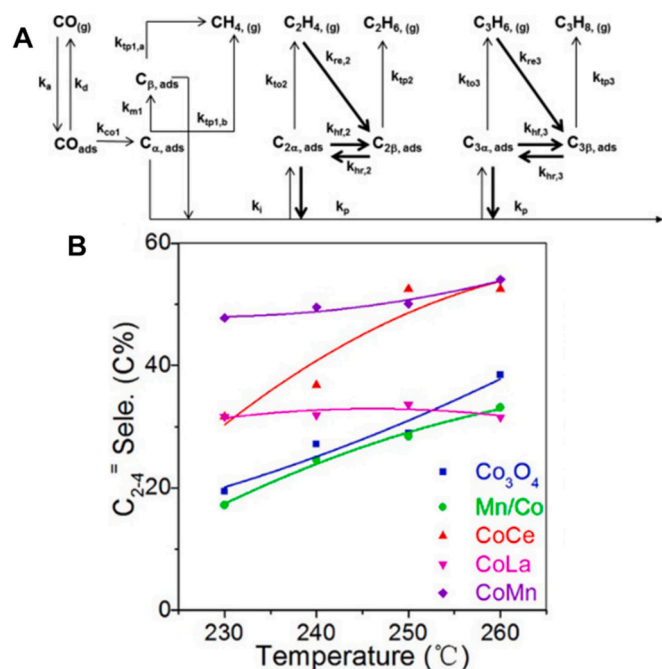 A
CO(g)
CH4, (g)
C2H4, (g)
C2H6, (g)
C3H6, (g)
C3H8, (g)
ktp1,a
ka
kd
Cβ, ads
kto2
kre,2
ktp2
kto3
kre3
ktp3
km1
ktp1,b
kco1
khf,2
khf,3
COads
Cα, ads
C2α, ads
C2β, ads
C3α, ads
C3β, ads
khr,2
khr,3
ki
kp
kp
B
60
40
20
0
C2-4= Sele. (C%)
Co3O4
Mn/Co
CoCe
CoLa
CoMn
230
240
250
260
Temperature (℃)